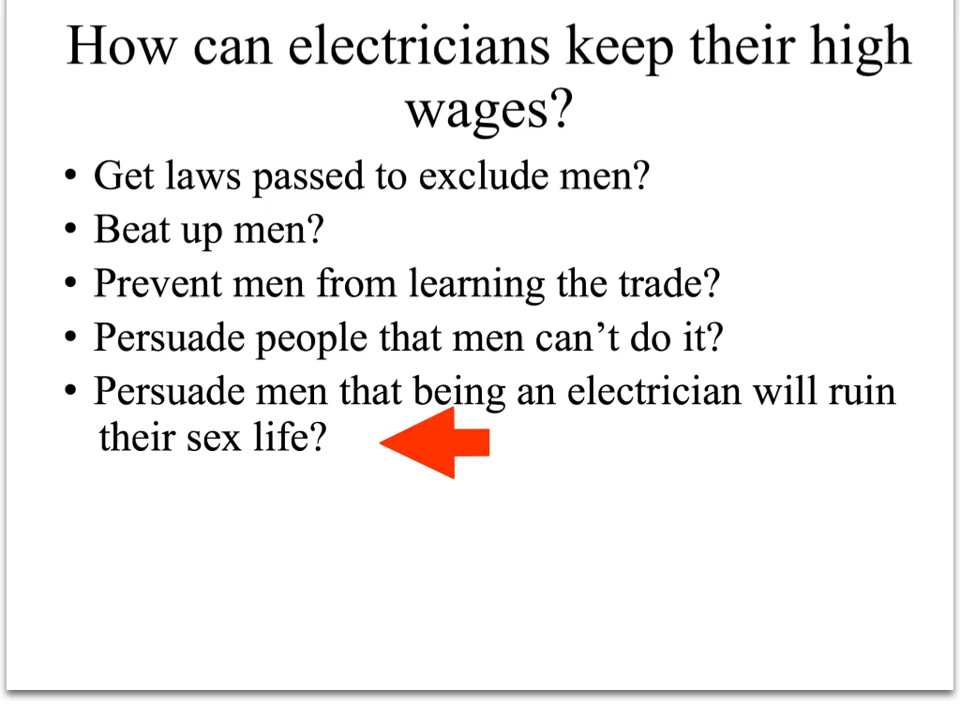 How can electricians keep their high
wages?
• Get laws passed to exclude men?
• Beat up men?
• Prevent men from learning the trade?
• Persuade people that men can’t do it?
• Persuade men that being an electrician will ruin
their sex life?